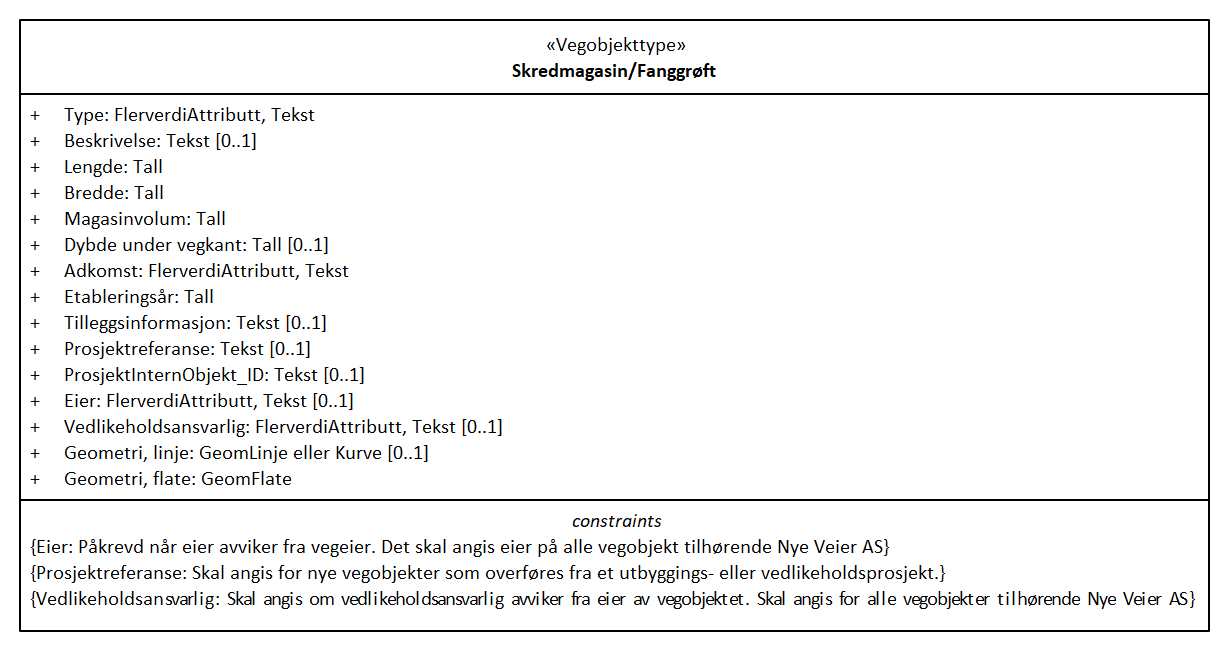 «Vegobjekttype»
Skredmagasin/Fanggrøft
+ Type: FlerverdiAttributt, Tekst
+ Beskrivelse: Tekst [0..1]
+ Lengde: Tall
+ Bredde: Tall
+ Magasinvolum: Tall
+ Dybde under vegkant: Tall [0..1]
+ Adkomst: FlerverdiAttributt, Tekst
+ Etableringsår: Tall
+ Tilleggsinformasjon: Tekst [0..1]
+ Prosjektreferanse: Tekst [0..1]
+ ProsjektInternObjekt_ID: Tekst [0..1]
+ Eier: FlerverdiAttributt, Tekst [0..1]
+ Vedlikeholdsansvarlig: FlerverdiAttributt, Tekst [0..1]
+ Geometri, linje: GeomLinje eller Kurve [0..1]
+ Geometri, flate: GeomFlate
constraints
{Eier: Påkrevd når eier avviker fra vegeier. Det skal angis eier på alle vegobjekt tilhørende Nye Veier AS}
{Prosjektreferanse: Skal angis for nye vegobjekter som overføres fra et utbyggings- eller vedlikeholdsprosjekt.}
{Vedlikeholdsansvarlig: Skal angis om vedlikeholdsansvarlig avviker fra eier av vegobjektet. Skal angis for alle vegobjekter tilhørende Nye Veier AS}